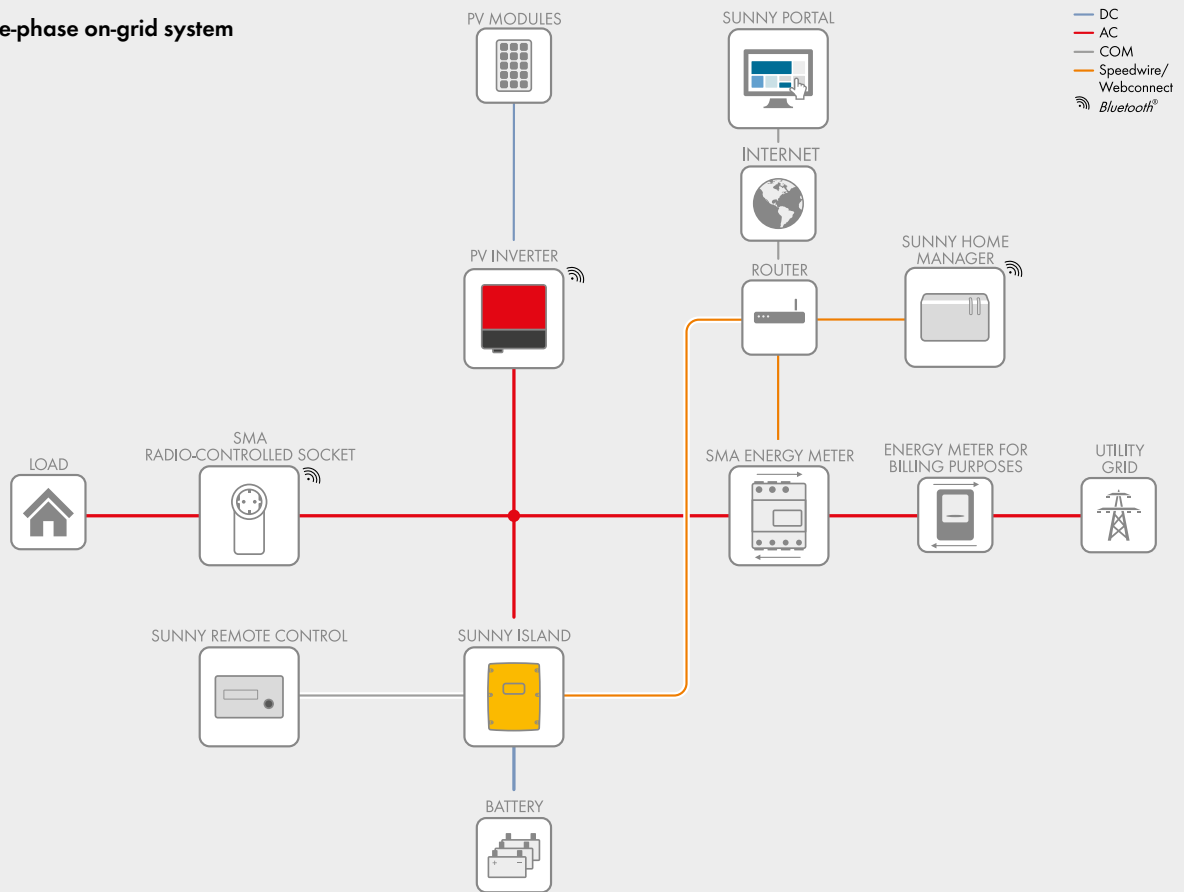 e-phase on-grid system
PV MODULES
SUNNY PORTAL
DC
AC
COM
Speedwire/
Webconnect
Bluetooth®
INTERNET
PV INVERTER
ROUTER
SUNNY HOME
MANAGER
LOAD
SMA
RADIO-CONTROLLED SOCKET
SMA ENERGY METER
ENERGY METER FOR
BILLING PURPOSES
UTILITY
GRID
SUNNY REMOTE CONTROL
SUNNY ISLAND
BATTERY
+ −